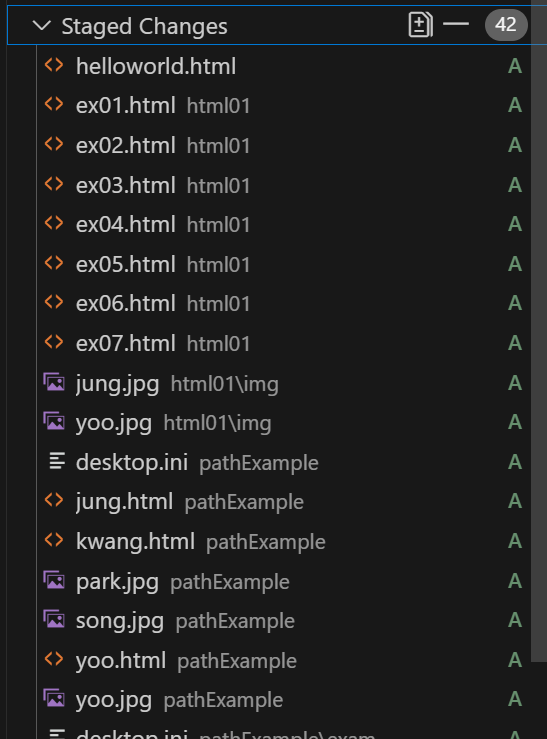 Staged Changes 42
helloworld.html A
ex01.html html01 A
ex02.html html01 A
ex03.html html01 A
ex04.html html01 A
ex05.html html01 A
ex06.html html01 A
ex07.html html01 A
jung.jpg html01\img A
yoo.jpg html01\img A
desktop.ini pathExample A
jung.html pathExample A
kwang.html pathExample A
park.jpg pathExample A
song.jpg pathExample A
yoo.html pathExample A
yoo.jpg pathExample A
desktop.ini pathExample\exam A